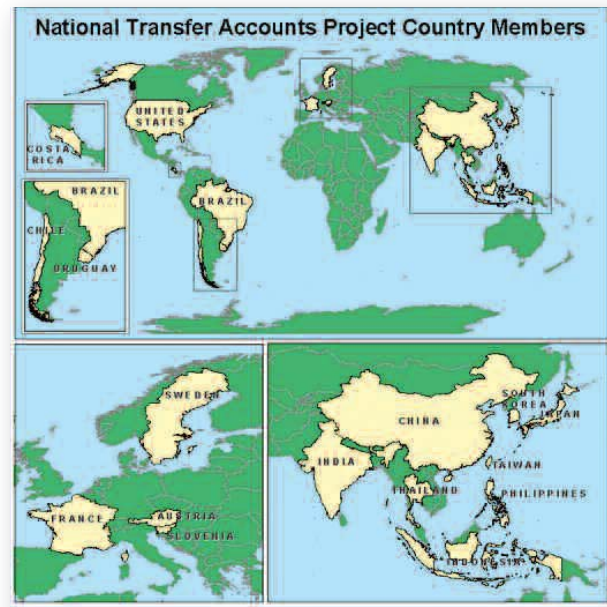 National Transfer Accounts Project Country Members
UNITED
STATES
COSTA
RICA
BRAZIL
BRAZIL
CHILE
URUGUAY
SWEDEN
FRANCE
AUSTRIA
SLOVENIA
SOUTH
KOREA
JAPAN
CHINA
INDIA
TAIWAN
THAILAND
PHILIPPINES
INDONESIA